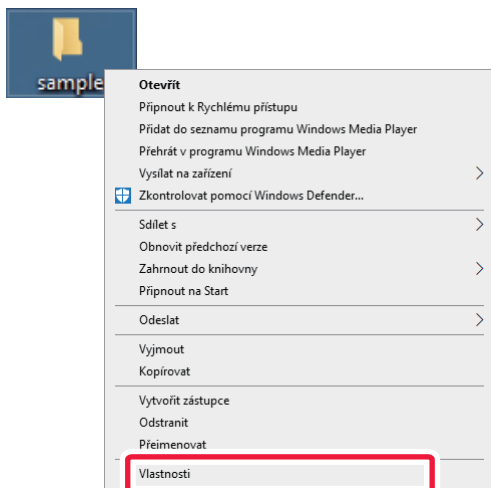 sample
Otevřít
Připnout k Rychlému přístupu
Přidat do seznamu programu Windows Media Player
Přehrát v programu Windows Media Player
Vysílat na zařízení
Zkontrolovat pomocí Windows Defender...
Sdílet s
Obnovit předchozí verze
Zahrnout do knihovny
Připnout na Start
Odeslat
Vyjmout
Kopírovat
Vytvořit zástupce
Odstranit
Přejmenovat
Vlastnosti